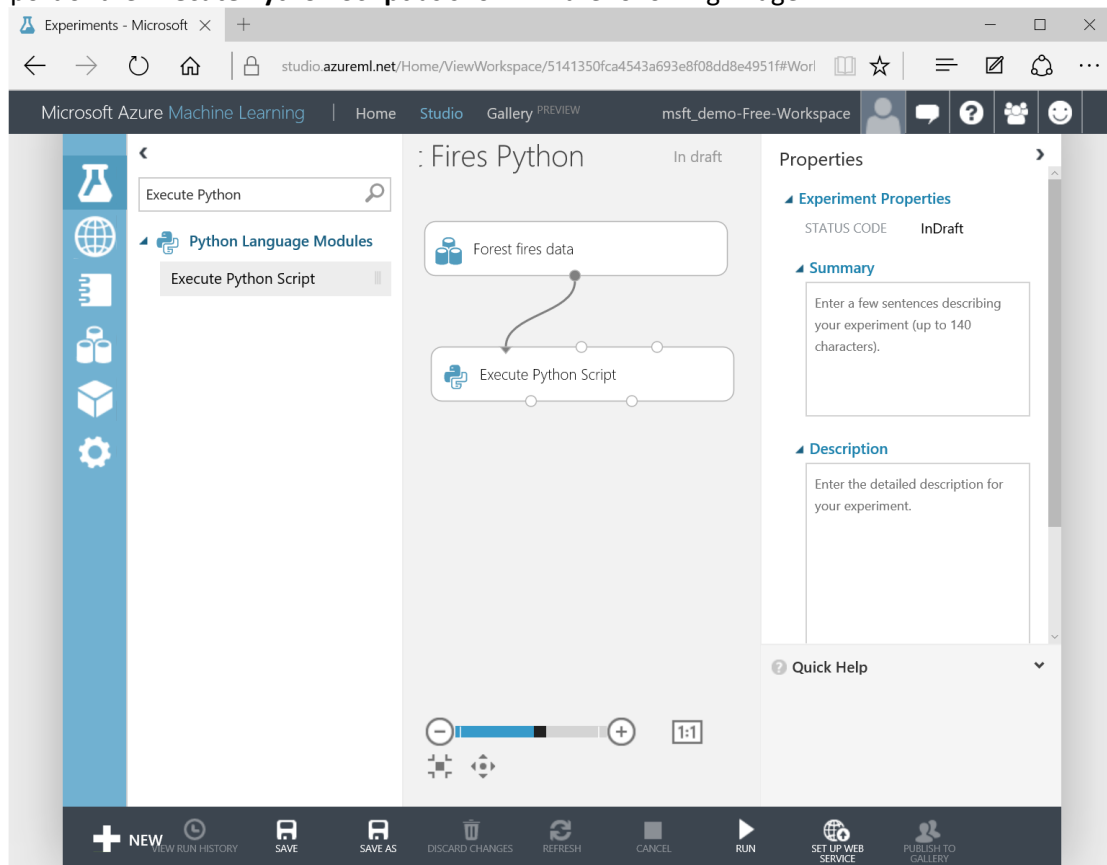 Experiments - Microsoft
studio.azureml.net/Home/ViewWorkspace/5141350fca4543a693e8f08dd8e4951f#Worl
Microsoft Azure Machine Learning | Home Studio Gallery PREVIEW msft_demo-Free-Workspace
: Fires Python
In draft
Execute Python
Python Language Modules
Execute Python Script
Forest fires data
Execute Python Script
1:1
Properties
Experiment Properties
STATUS CODE InDraft
Summary
Enter a few sentences describing
your experiment (up to 140
characters).
Description
Enter the detailed description for
your experiment.
Quick Help
NEW
VIEW RUN HISTORY
SAVE
SAVE AS
DISCARD CHANGES
REFRESH
CANCEL
RUN
SET UP WEB
SERVICE
PUBLISH TO
GALLERY